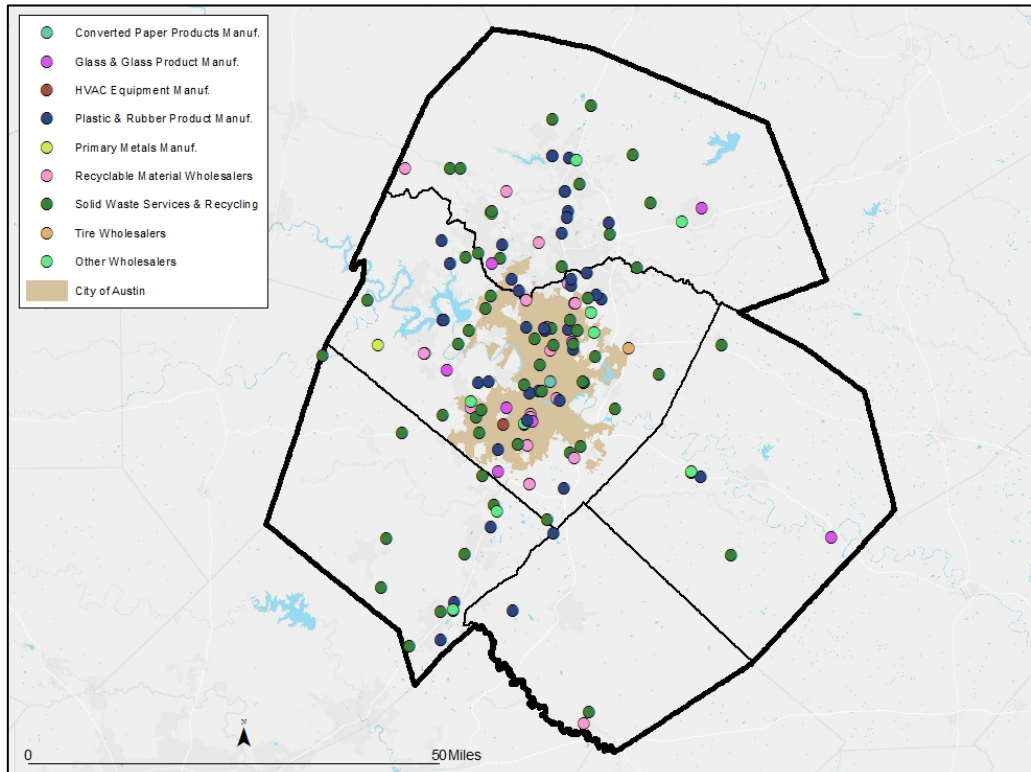 Converted Paper Products Manuf.
Glass & Glass Product Manuf.
HVAC Equipment Manuf.
Plastic & Rubber Product Manuf.
Primary Metals Manuf.
Recyclable Material Wholesalers
Solid Waste Services & Recycling
Tire Wholesalers
Other Wholesalers
City of Austin
N
0 50 Miles